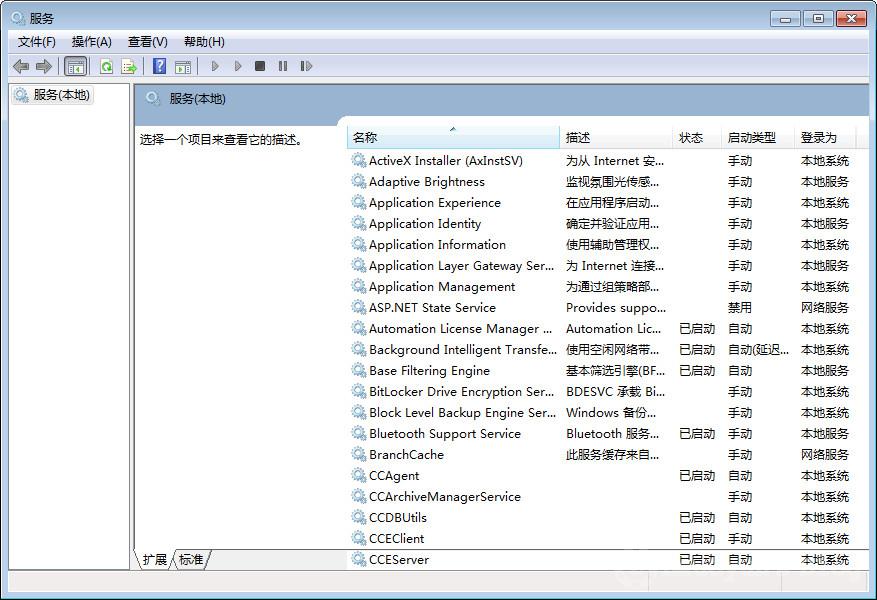 服务
文件(F) 操作(A) 查看(V) 帮助(H)
服务(本地)
服务(本地)
选择一个项目来查看它的描述。
名称 描述 状态 启动类型 登录为
ActiveX Installer (AxInstSV) 为从 Internet 安... 手动 本地系统
Adaptive Brightness 监视氛围光传感... 手动 本地服务
Application Experience 在应用程序启动... 手动 本地系统
Application Identity 确定并验证应用... 手动 本地服务
Application Information 使用辅助管理权... 手动 本地系统
Application Layer Gateway Ser... 为 Internet 连接... 手动 本地服务
Application Management 为通过组策略部... 手动 本地系统
ASP.NET State Service Provides suppo... 禁用 网络服务
Automation License Manager ... Automation Lic... 已启动 自动 本地系统
Background Intelligent Transfe... 使用空闲网络带... 已启动 自动(延迟... 本地系统
Base Filtering Engine 基本筛选引擎(BF... 已启动 自动 本地服务
BitLocker Drive Encryption Ser... BDESVC 承载 Bi... 手动 本地系统
Block Level Backup Engine Ser... Windows 备份... 手动 本地系统
Bluetooth Support Service Bluetooth 服务... 已启动 手动 本地服务
BranchCache 此服务缓存来自... 手动 网络服务
CCAgent 已启动 自动 本地系统
CCArchiveManagerService 手动 本地系统
CCDBUtils 已启动 自动 本地系统
CCEClient 已启动 手动 本地系统
CCEServer 已启动 自动 本地系统
扩展 标准